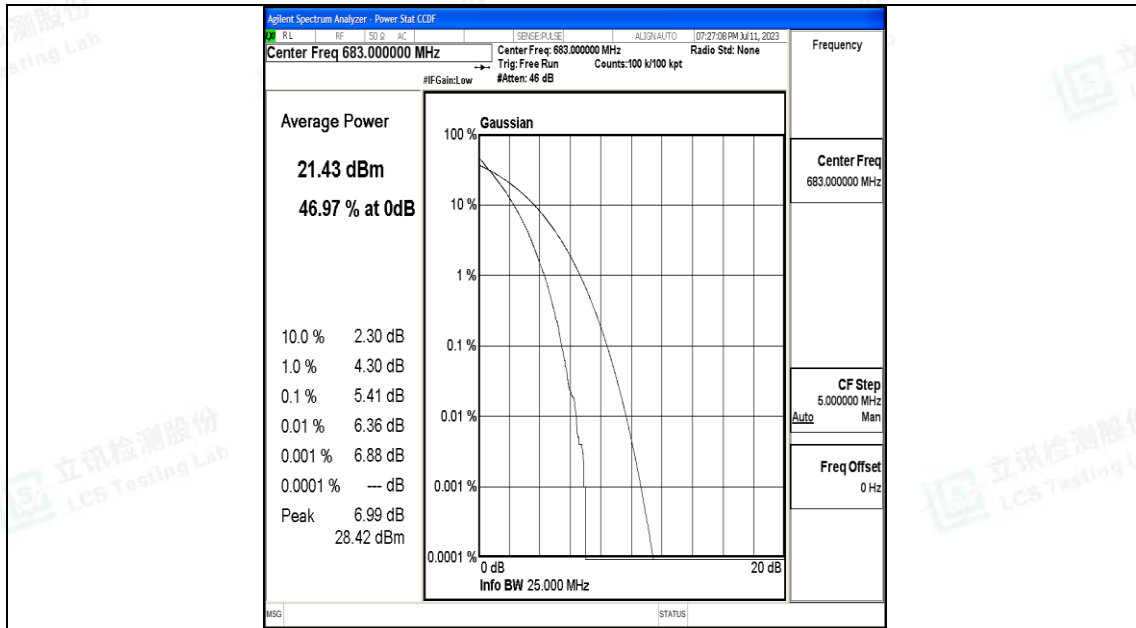 Agilent Spectrum Analyzer - Power Stat CCDF
LXI RL RF 50 Ω AC SENSE:PULSE ALIGNAUTO 07:27:08 PM Jul 11, 2023
Center Freq 683.000000 MHz
Center Freq: 683.000000 MHz Radio Std: None
Trig: Free Run Counts:100 k/100 kpt
#IFGain:Low #Atten: 46 dB
Average Power
21.43 dBm
46.97 % at 0dB
10.0 % 2.30 dB
1.0 % 4.30 dB
0.1 % 5.41 dB
0.01 % 6.36 dB
0.001 % 6.88 dB
0.0001 % --- dB
Peak 6.99 dB
28.42 dBm
Gaussian
100 %
10 %
1 %
0.1 %
0.01 %
0.001 %
0.0001 %
0 dB 20 dB
Info BW 25.000 MHz
Frequency
Center Freq
683.000000 MHz
CF Step
5.000000 MHz
Auto Man
Freq Offset
0 Hz
MSG STATUS
立讯检测股份
LCS Testing Lab
立讯检测股份
LCS Testing L